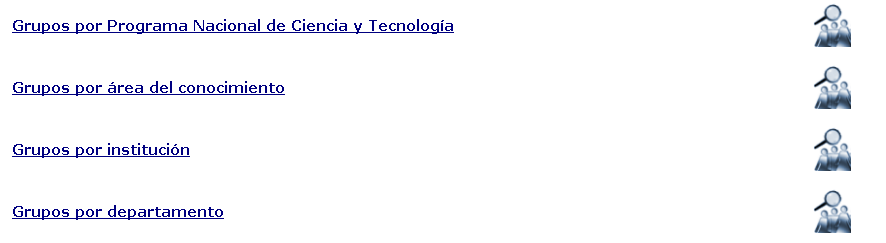 Grupos por Programa Nacional de Ciencia y Tecnología
Grupos por área del conocimiento
Grupos por institución
Grupos por departamento